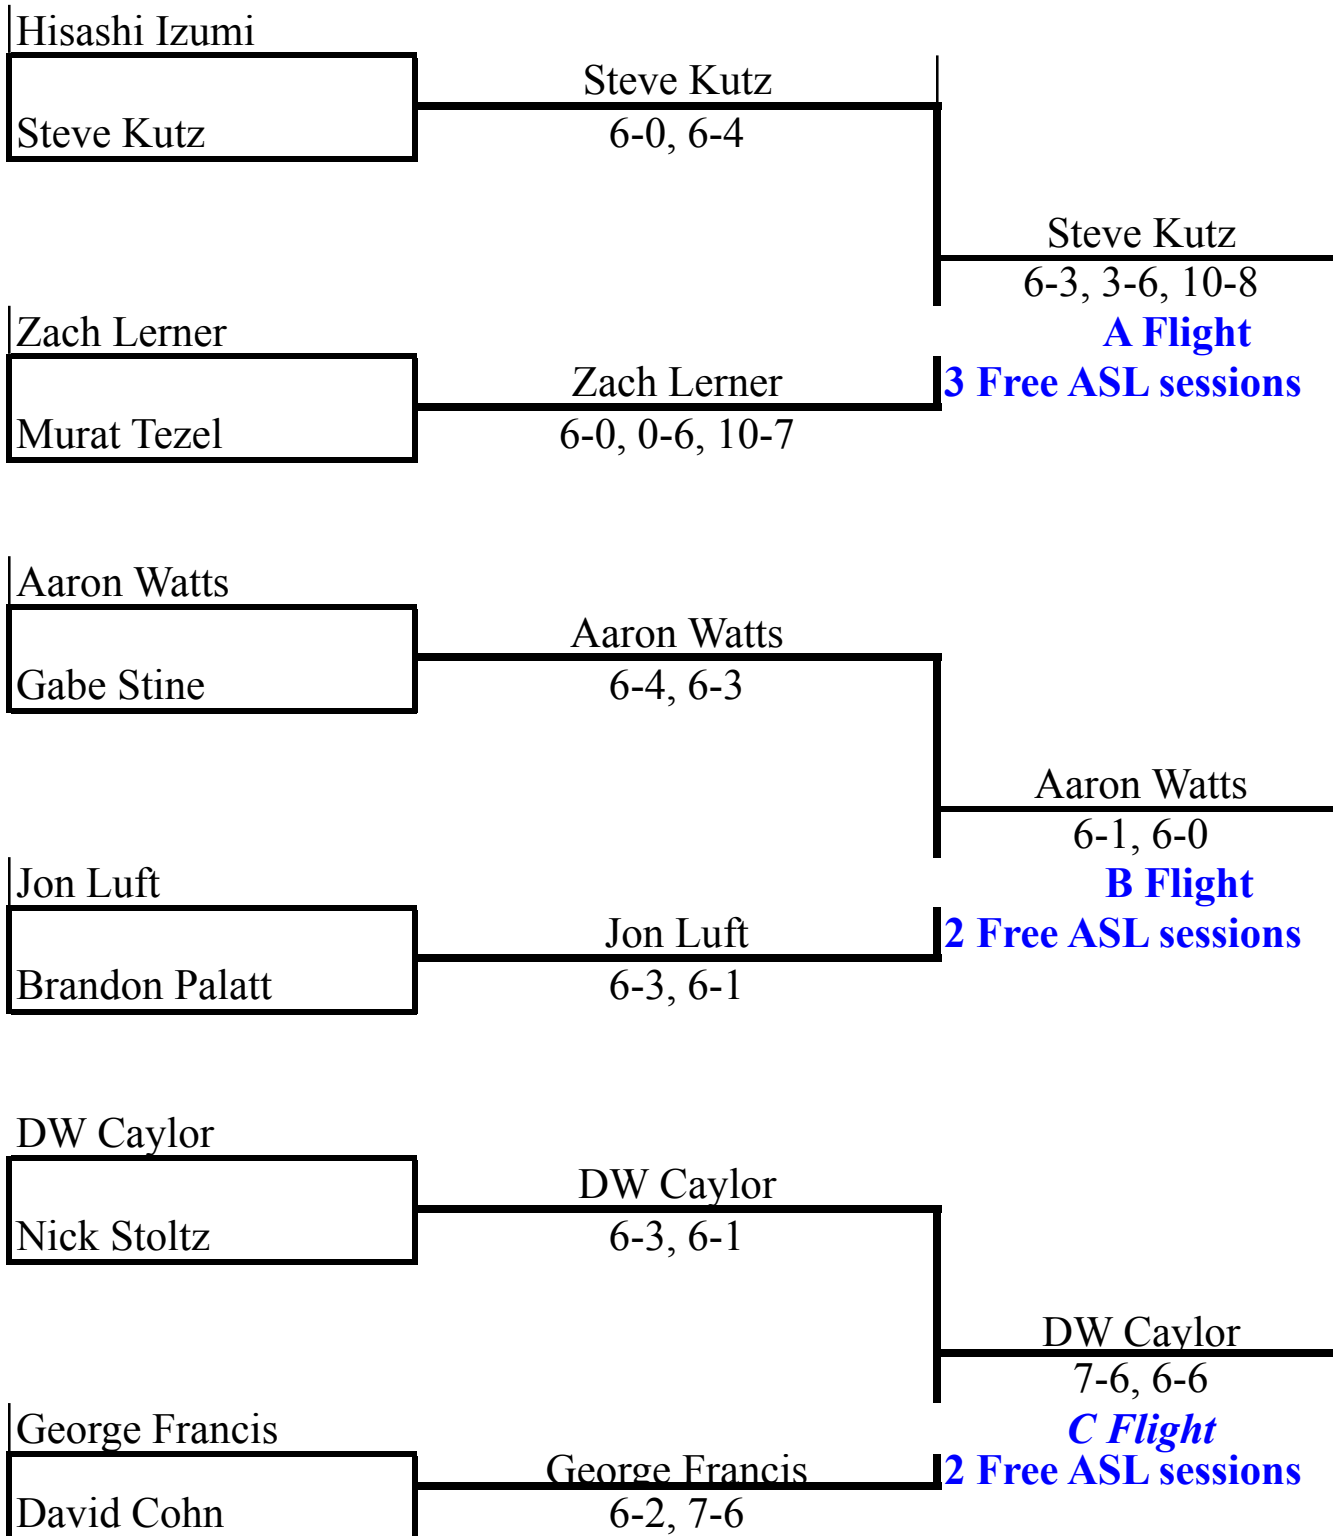 Hisashi Izumi
Steve Kutz
Steve Kutz
6-0, 6-4
Steve Kutz
6-3, 3-6, 10-8
Zach Lerner
A Flight
Zach Lerner
3 Free ASL sessions
Murat Tezel
6-0, 0-6, 10-7
Aaron Watts
Aaron Watts
Gabe Stine
6-4, 6-3
Aaron Watts
6-1, 6-0
Jon Luft
B Flight
Jon Luft
2 Free ASL sessions
Brandon Palatt
6-3, 6-1
DW Caylor
DW Caylor
Nick Stoltz
6-3, 6-1
DW Caylor
7-6, 6-6
George Francis
C Flight
George Francis
2 Free ASL sessions
David Cohn
6-2, 7-6